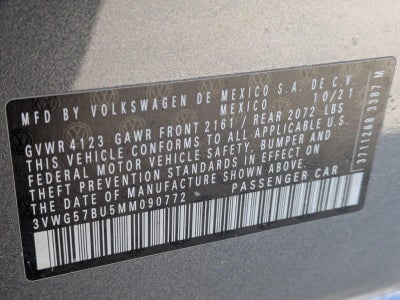 MFD BY VOLKSWAGEN DE MEXICO S.A. DE C.V.
MEXICO 10/21
GVWR 4123 GAWR FRONT 2161 / REAR 2072 LBS
THIS VEHICLE CONFORMS TO ALL APPLICABLE U.S.
FEDERAL MOTOR VEHICLE SAFETY, BUMPER AND
THEFT PREVENTION STANDARDS IN EFFECT ON
THE DATE OF MANUFACTURE SHOWN ABOVE.
3VWG57BU5MM090772 PASSENGER CAR